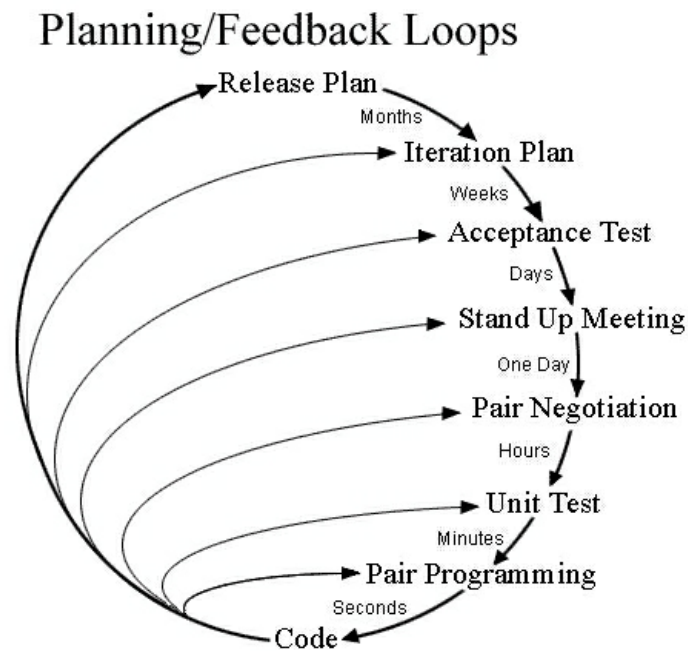 Planning/Feedback Loops
Release Plan
Months
Iteration Plan
Weeks
Acceptance Test
Days
Stand Up Meeting
One Day
Pair Negotiation
Hours
Unit Test
Minutes
Pair Programming
Seconds
Code